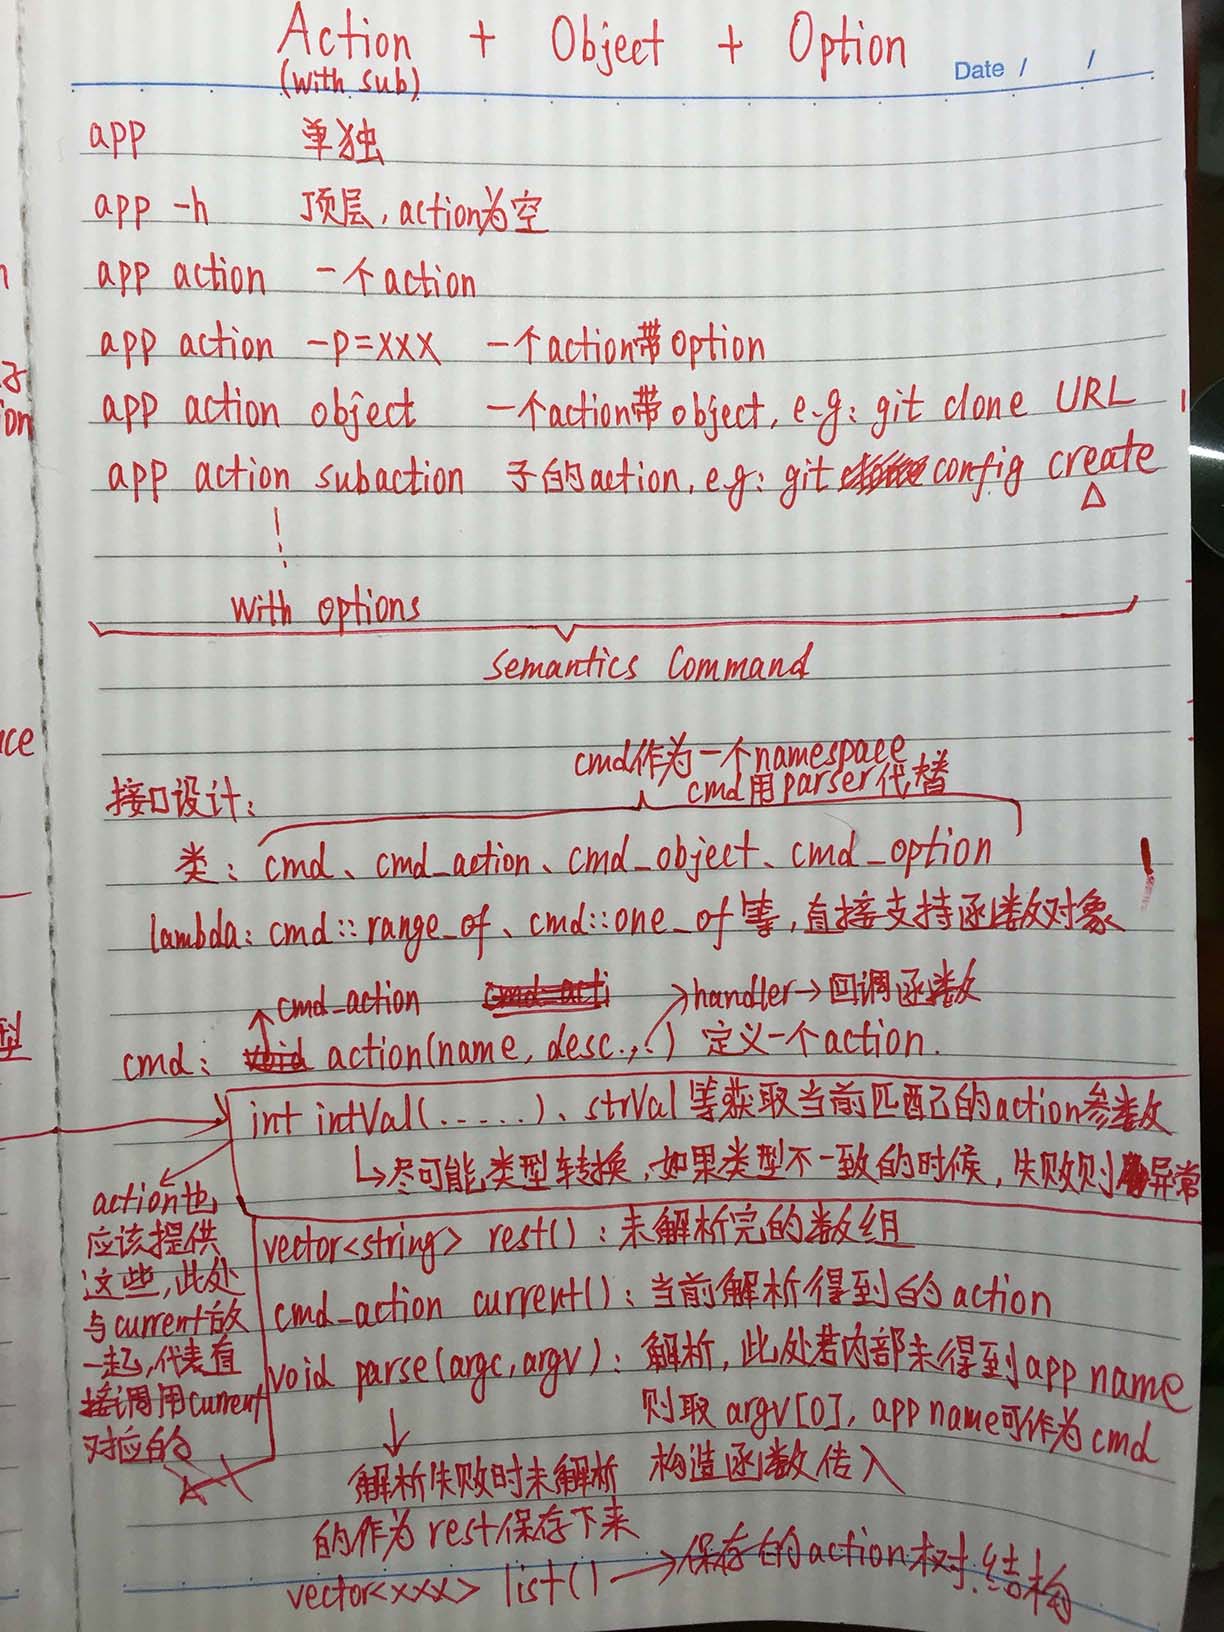 Action + Object + Option
(with sub)
Date / /
app 单独
app -h 顶层，action为空
app action 一个action
app action -p=xxx 一个action带option
app action object 一个action带object, e.g: git clone URL
app action subaction 子的action, e.g: git config create
with options
Semantics Command
cmd作为一个namespace
cmd用parser代替
接口设计：
类：cmd、cmd_action、cmd_object、cmd_option
lambda: cmd::range_of、cmd::one_of等，直接支持函数对象
cmd_action handler→回调函数
cmd: void action(name, desc.,.) 定义一个action.
int intVal(......)、strVal等获取当前匹配的action参数
尽可能类型转换，如果类型不一致的时候，失败则异常
action也
应该提供
这些，此处
与current放
一起，代表直
接调用current
对应的
vector<string> rest()：未解析完的数组
cmd_action current()：当前解析得到的action
void parse(argc, argv)：解析，此处若内部未得到app name
则取argv[0], app name可作为cmd
构造函数传入
解析失败时未解析
的作为rest保存下来
vector<xxx> list()→保存的action树结构